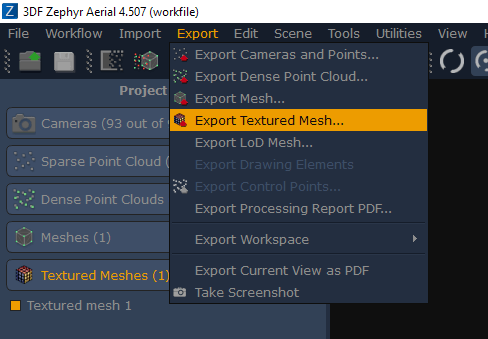 3DF Zephyr Aerial 4.507 (workfile)
File Workflow Import Export Edit Scene Tools Utilities View
Project
Cameras (93 out of
Sparse Point Cloud (
Dense Point Clouds
Meshes (1)
Textured Meshes (1)
Textured mesh 1
Export Cameras and Points...
Export Dense Point Cloud...
Export Mesh...
Export Textured Mesh...
Export LoD Mesh...
Export Drawing Elements
Export Control Points...
Export Processing Report PDF...
Export Workspace
Export Current View as PDF
Take Screenshot